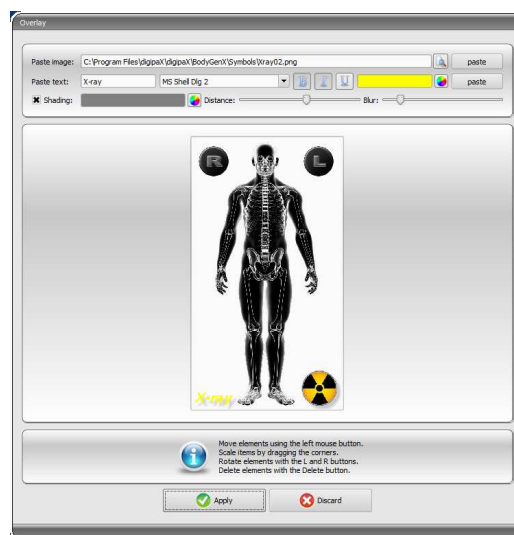 Overlay
Paste image: C:\Program Files\digipaX\digipaX\BodyGenX\Symbols\Xray02.png paste
Paste text: X-ray MS Shell Dlg 2 B I U paste
Shading: Distance: Blur:
R L
X-ray
Move elements using the left mouse button.
Scale items by dragging the corners.
Rotate elements with the L and R buttons.
Delete elements with the Delete button.
Apply Discard